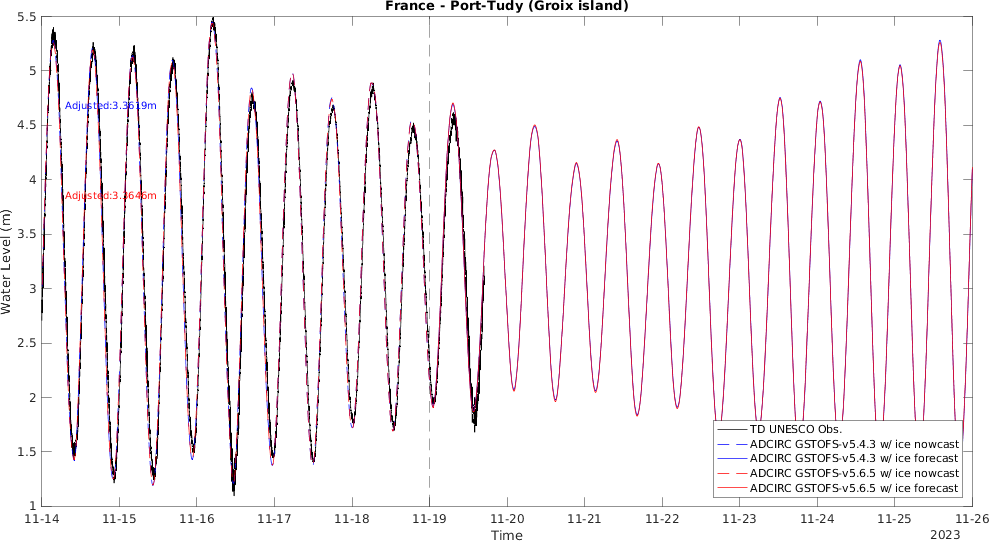 France - Port-Tudy (Groix island)
5.5
5
4.5
4
3.5
3
2.5
2
1.5
1
Water Level (m)
Adjusted:3.3619m
Adjusted:3.3646m
TD UNESCO Obs.
ADCIRC GSTOFS-v5.4.3 w/ ice nowcast
ADCIRC GSTOFS-v5.4.3 w/ ice forecast
ADCIRC GSTOFS-v5.6.5 w/ ice nowcast
ADCIRC GSTOFS-v5.6.5 w/ ice forecast
11-14 11-15 11-16 11-17 11-18 11-19 11-20 11-21 11-22 11-23 11-24 11-25 11-26
Time
2023